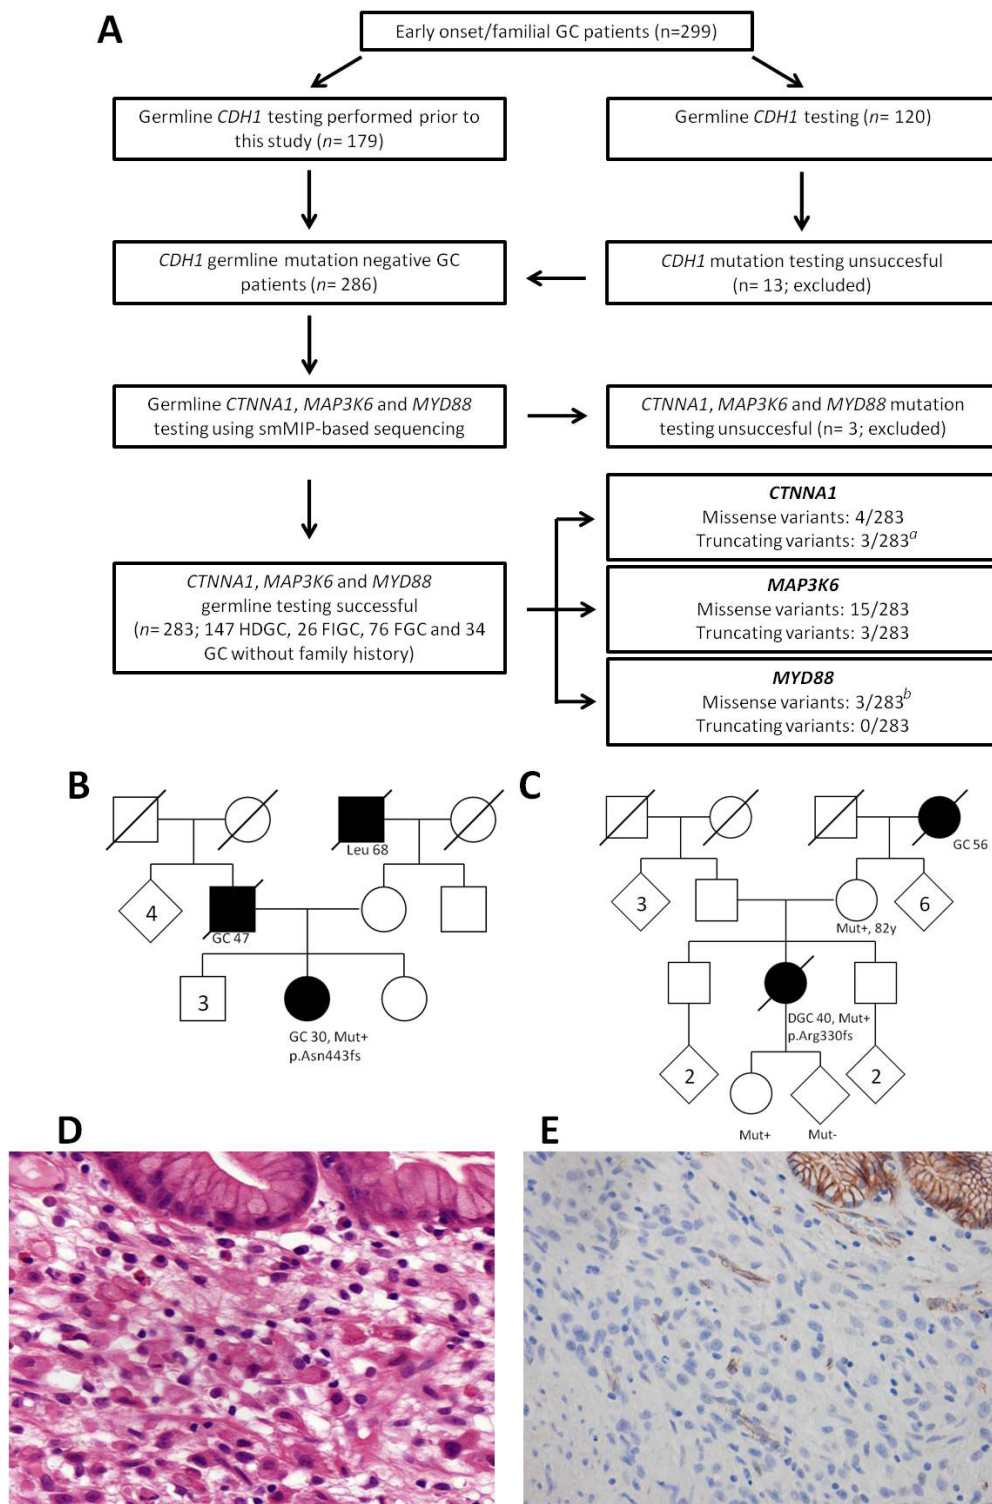 A
Early onset/familial GC patients (n=299)
Germline CDH1 testing performed prior to
this study (n= 179)
Germline CDH1 testing (n= 120)
CDH1 germline mutation negative GC
patients (n= 286)
CDH1 mutation testing unsuccesful
(n= 13; excluded)
Germline CTNNA1, MAP3K6 and MYD88
testing using smMIP-based sequencing
CTNNA1, MAP3K6 and MYD88 mutation
testing unsuccesful (n= 3; excluded)
CTNNA1, MAP3K6 and MYD88
germline testing successful
(n= 283; 147 HDGC, 26 FIGC, 76 FGC and 34
GC without family history)
CTNNA1
Missense variants: 4/283
Truncating variants: 3/283a
MAP3K6
Missense variants: 15/283
Truncating variants: 3/283
MYD88
Missense variants: 3/283b
Truncating variants: 0/283
B
Leu 68
4
GC 47
3
GC 30, Mut+
p.Asn443fs
C
GC 56
3
6
Mut+, 82y
DGC 40, Mut+
p.Arg330fs
2
2
Mut+
Mut-
D
E